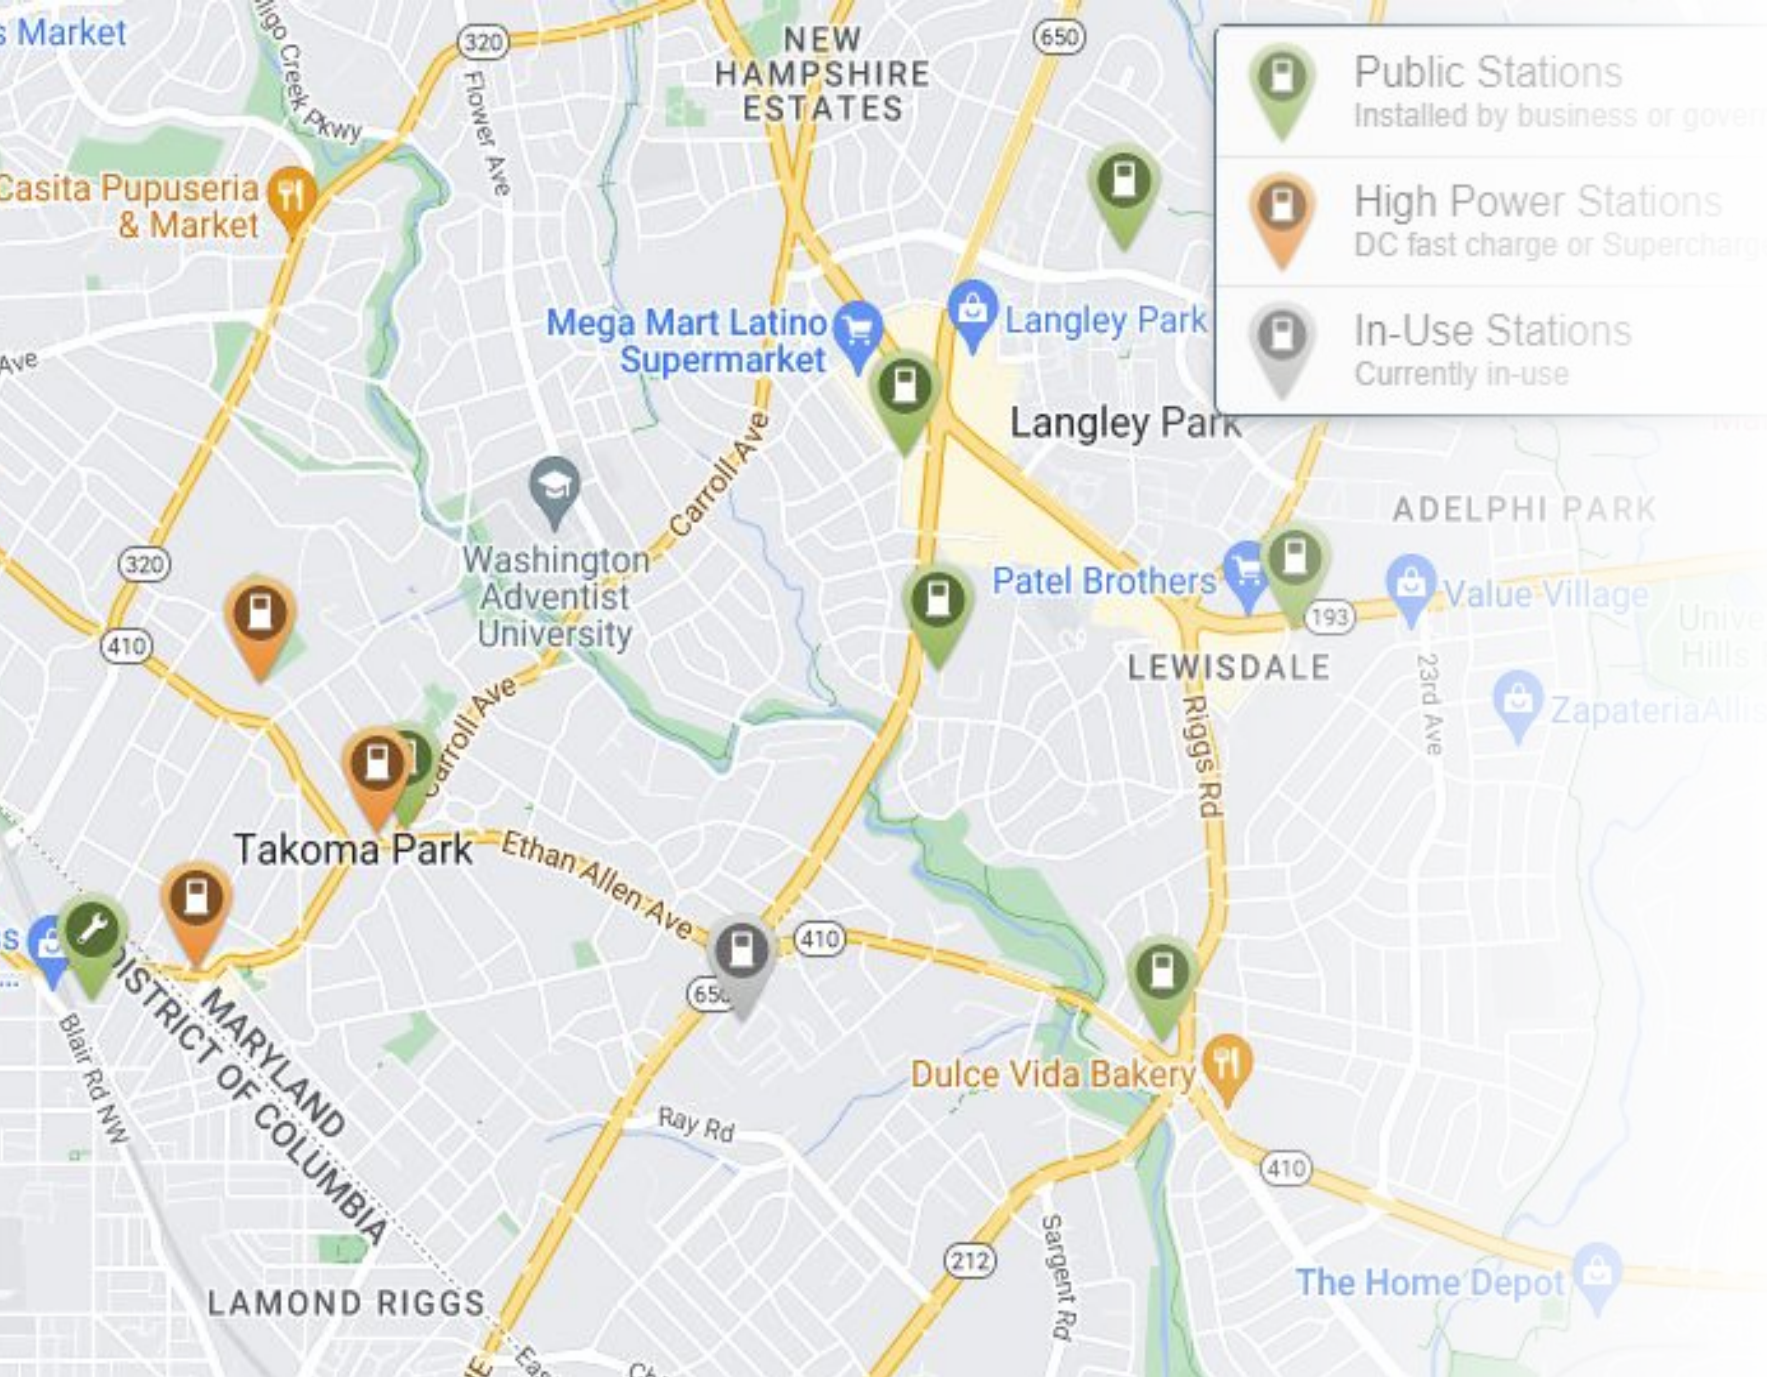 s Market
Creek Pkwy
320
Flower Ave
NEW
HAMPSHIRE
ESTATES
650
Public Stations
Installed by business or gover
High Power Stations
DC fast charge or Supercharg
In-Use Stations
Currently in-use
Casita Pupuseria
& Market
Mega Mart Latino
Supermarket
Langley Park
Ave
Langley Park
Carroll Ave
ADELPHI PARK
Washington
Adventist
University
320
Patel Brothers
193
Value Village
410
LEWISDALE
23rd Ave
Unive
Hills
Carroll Ave
Riggs Rd
ZapateriaAllis
Takoma Park
Ethan Allen Ave
s
410
...
650
MARYLAND
DISTRICT OF COLUMBIA
Blair Rd NW
Dulce Vida Bakery
Ray Rd
410
Sargent Rd
212
The Home Depot
LAMOND RIGGS